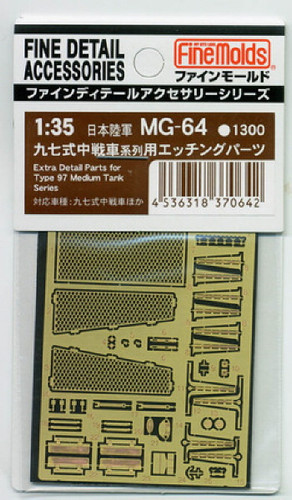 FINE DETAIL
ACCESSORIES
FineMolds
ファインモールド
ファインディテールアクセサリーシリーズ
1:35 日本陸軍 MG-64 ●1300
九七式中戦車系列用エッチングパーツ
Extra Detail Parts for
Type 97 Medium Tank
Series
対応車種:九七式中戦車ほか
4536318370642